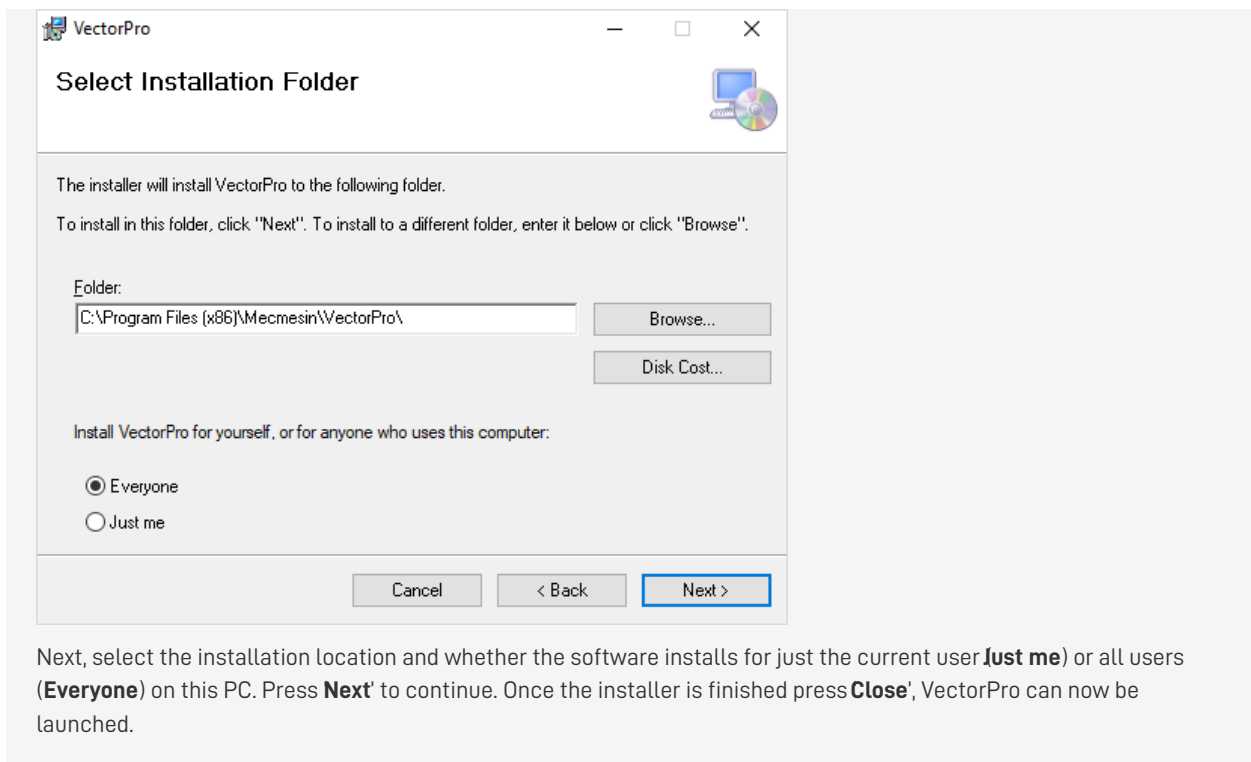 VectorPro
Select Installation Folder
The installer will install VectorPro to the following folder.
To install in this folder, click "Next". To install to a different folder, enter it below or click "Browse".
Folder:
C:\Program Files (x86)\Mecmesin\VectorPro\
Browse...
Disk Cost...
Install VectorPro for yourself, or for anyone who uses this computer:
Everyone
Just me
Cancel
< Back
Next >
Next, select the installation location and whether the software installs for just the current user (Just me) or all users
(Everyone) on this PC. Press Next' to continue. Once the installer is finished press Close', VectorPro can now be
launched.